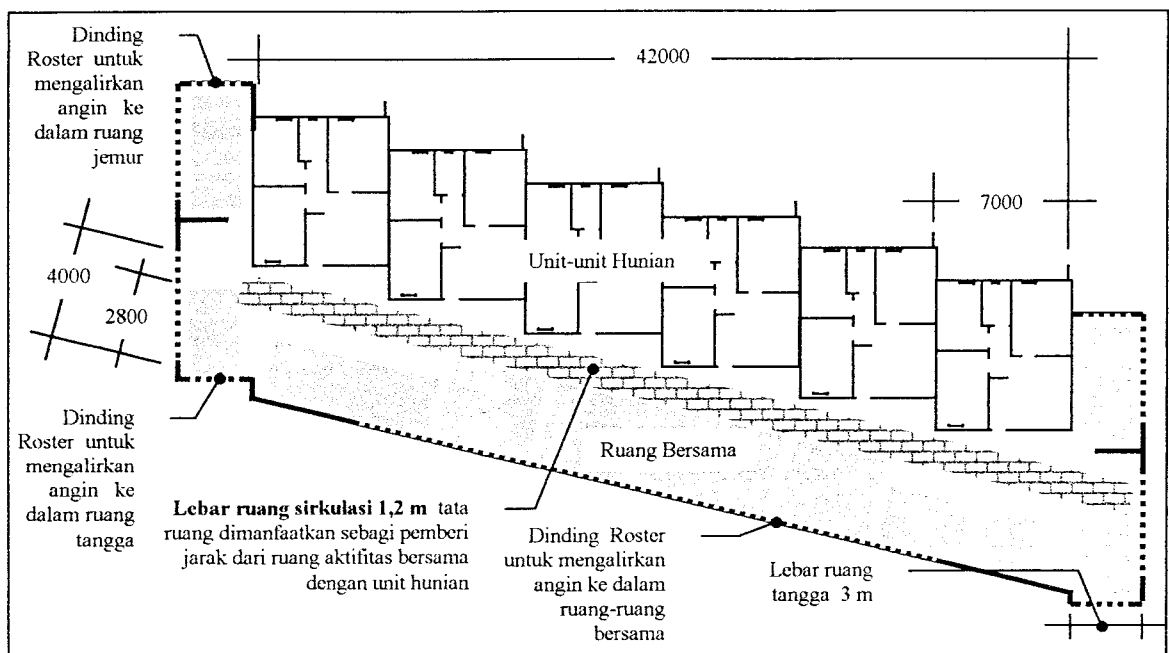 Dinding
Roster untuk
mengalirkan
angin ke
dalam ruang
jemur
42000
7000
Unit-unit Hunian
4000
2800
Dinding
Roster untuk
mengalirkan
angin ke
dalam ruang
tangga
Ruang Bersama
Lebar ruang sirkulasi 1,2 m tata
ruang dimanfaatkan sebagi pemberi
jarak dari ruang aktifitas bersama
dengan unit hunian
Dinding Roster
untuk mengalirkan
angin ke dalam
ruang-ruang
bersama
Lebar ruang
tangga 3 m